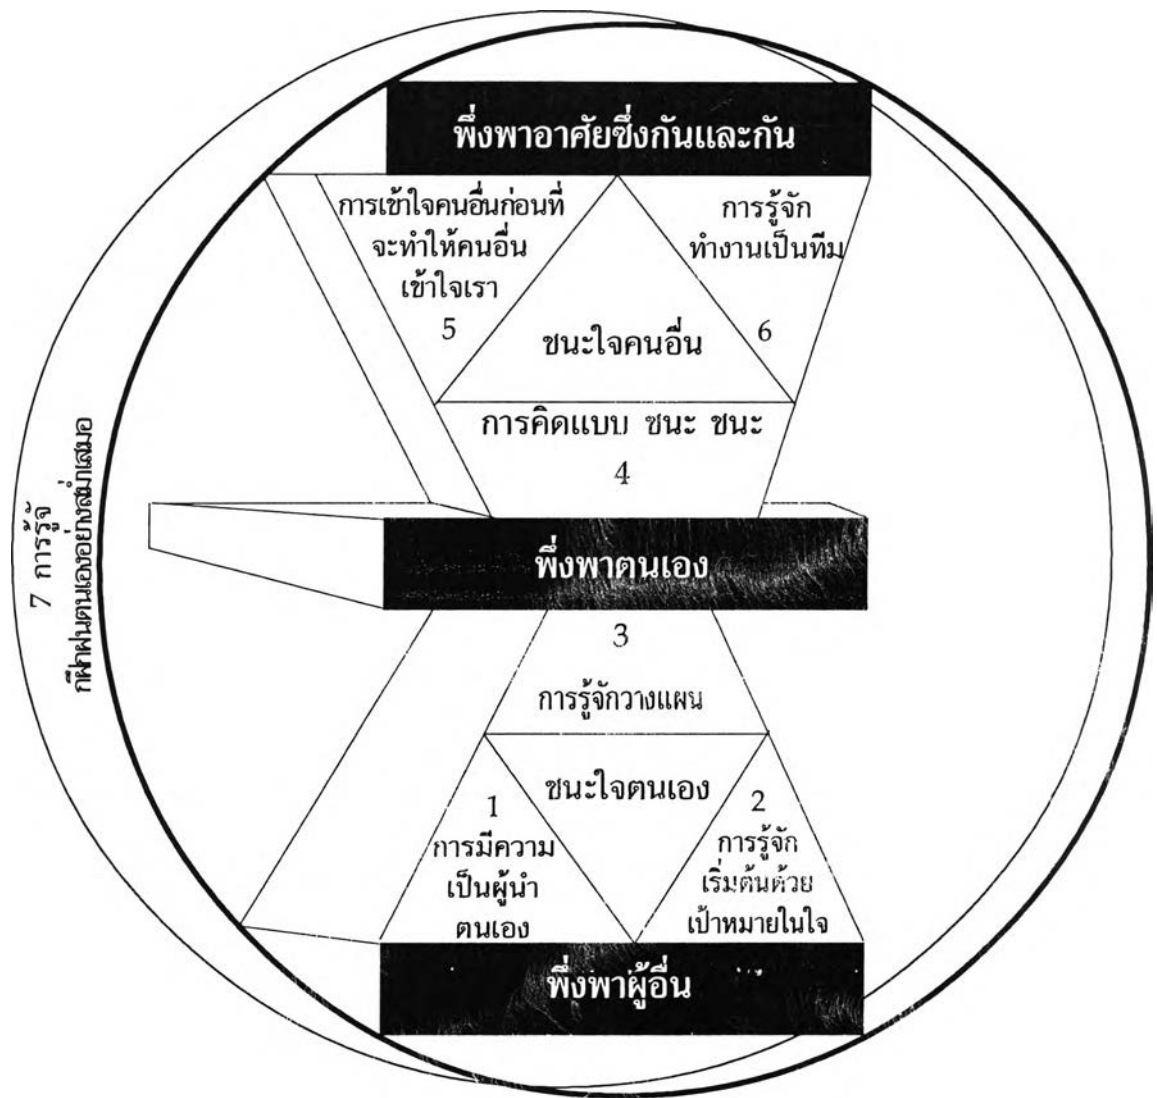 พึ่งพาอาศัยซึ่งกันและกัน
การเข้าใจคนอื่นก่อนที่
จะทำให้คนอื่น
เข้าใจเรา
5
การรู้จัก
ทำงานเป็นทีม
6
ชนะใจคนอื่น
การคิดแบบ ชนะ ชนะ
4
7 การรู้จั
กฝึกฝนตนเองอย่างสม่ำเสมอ
พึ่งพาตนเอง
3
การรู้จักวางแผน
ชนะใจตนเอง
1
การมีความ
เป็นผู้นำ
ตนเอง
2
การรู้จัก
เริ่มต้นด้วย
เป้าหมายในใจ
พึ่งพาผู้อื่น